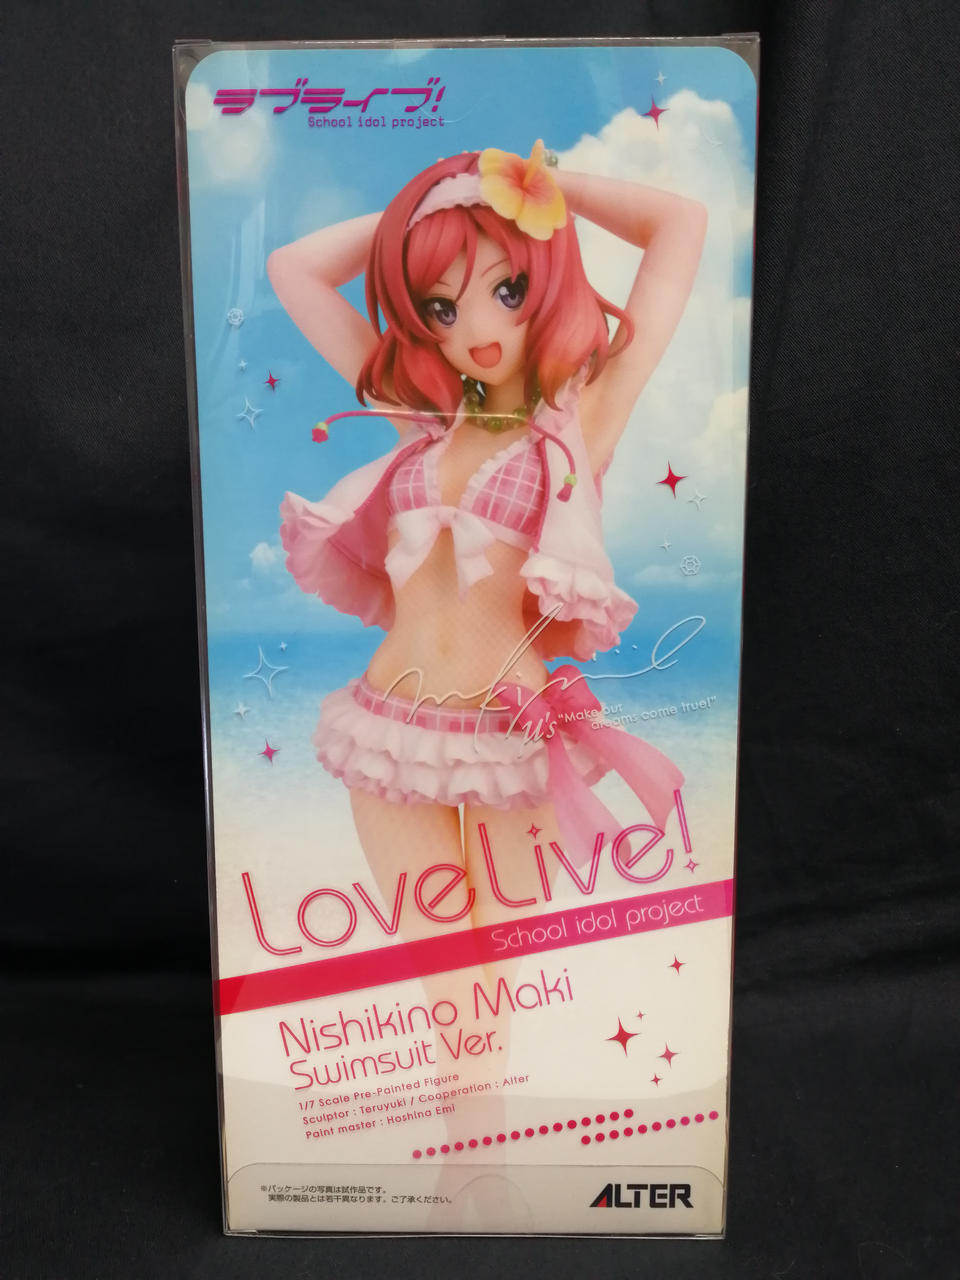 ラブライブ!
School idol project
μ's "Make our
dreams come true!"
LoveLive!
School idol project
Nishikino Maki
Swimsuit Ver.
1/7 Scale Pre-Painted Figure
Sculptor : Teruyuki / Cooperation : Alter
Paint master : Hoshina Emi
※パッケージの写真は試作品です。
実際の製品とは若干異なります。ご了承ください。
ALTER